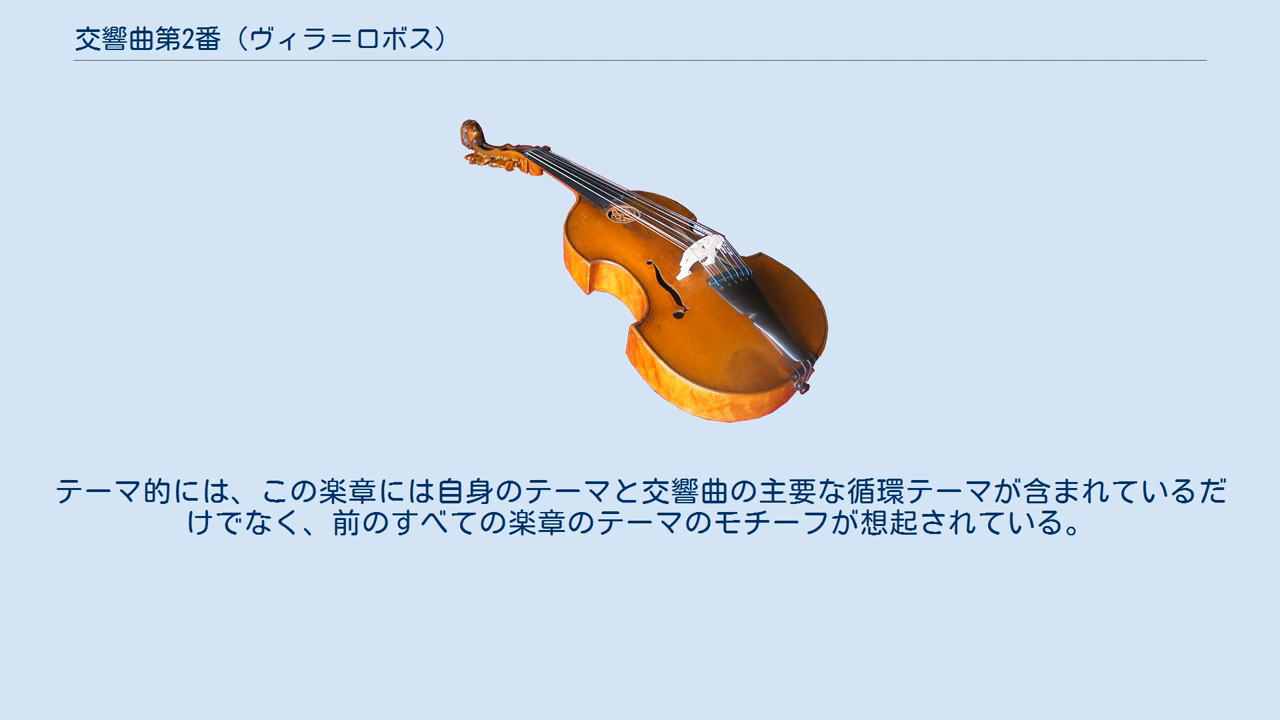 交響曲第2番（ヴィラ＝ロボス）
テーマ的には、この楽章には自身のテーマと交響曲の主要な循環テーマが含まれているだ
けでなく、前のすべての楽章のテーマのモチーフが想起されている。